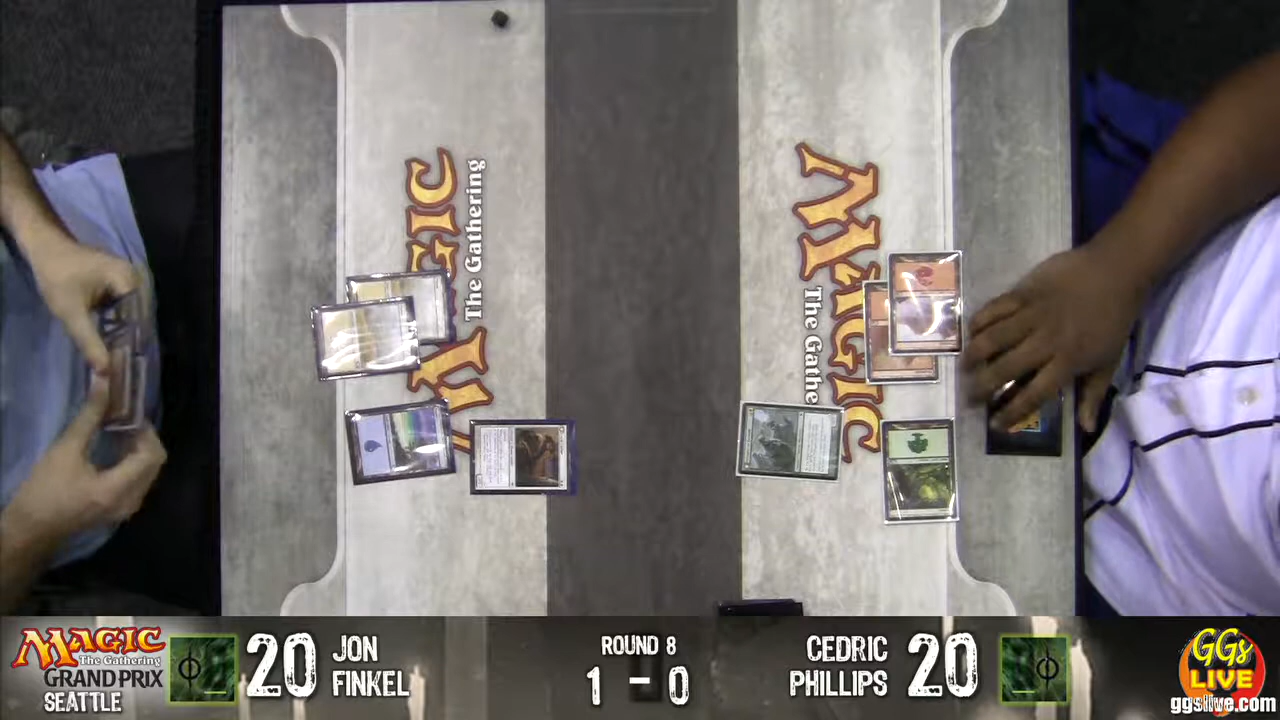 MAGIC
The Gathering
MAGIC
The Gathe
MAGIC
The Gathering
GRAND PRIX
SEATTLE
20
JON
FINKEL
ROUND 8
1 - 0
CEDRIC
PHILLIPS
20
GGs
LIVE
ggslive.com